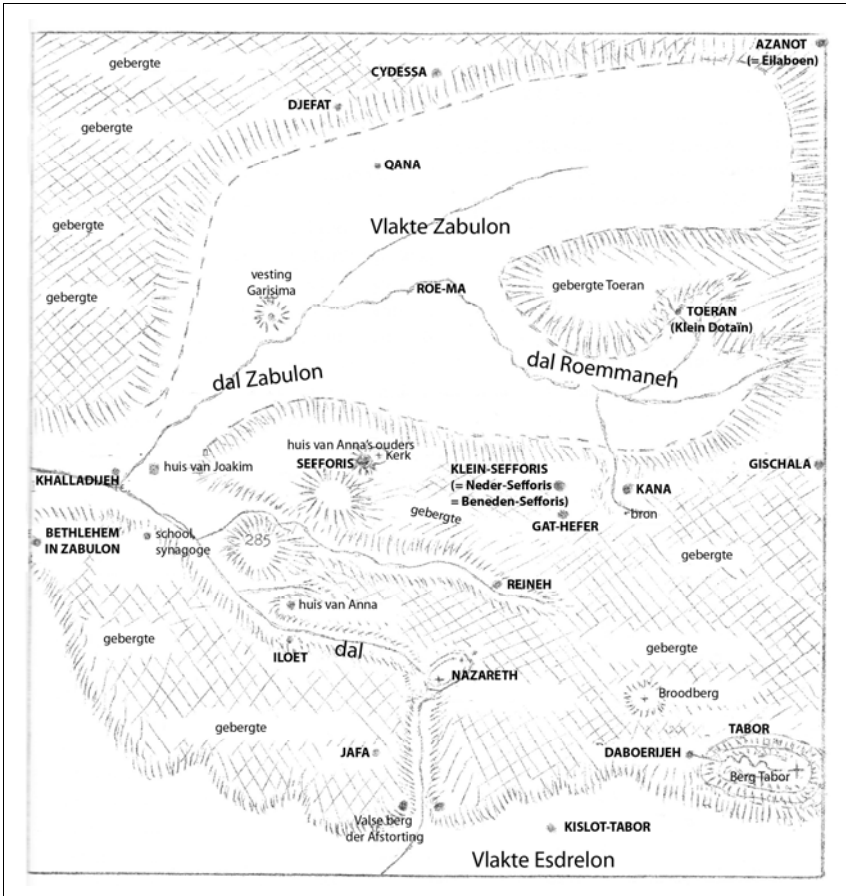 gebergte
AZANOT
(= Eilaboen)
CYDESSA
DJEFAT
gebergte
QANA
gebergte
Vlakte Zabulon
vesting
Garisima
gebergte
ROE-MA
gebergte Toeran
TOERAN
(Klein Dotaïn)
dal Zabulon
dal Roemmaneh
huis van Anna's ouders
Kerk
SEFFORIS
huis van Joakim
KHALLADIJEH
KLEIN-SEFFORIS
(= Neder-Sefforis
= Beneden-Sefforis)
GISCHALA
KANA
gebergte
bron
GAT-HEFER
BETHLEHEM
IN ZABULON
school,
synagoge
285
gebergte
REINEH
huis van Anna
gebergte
ILOET
dal
gebergte
NAZARETH
Broodberg
gebergte
TABOR
JAFA
DABOERIJEH
Berg Tabor
Valse berg
der Afstorting
KISLOT-TABOR
Vlakte Esdrelon